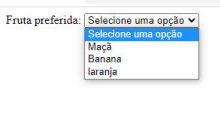 Fruta preferida: Selecione uma opção
Selecione uma opção
Maçã
Banana
laranja